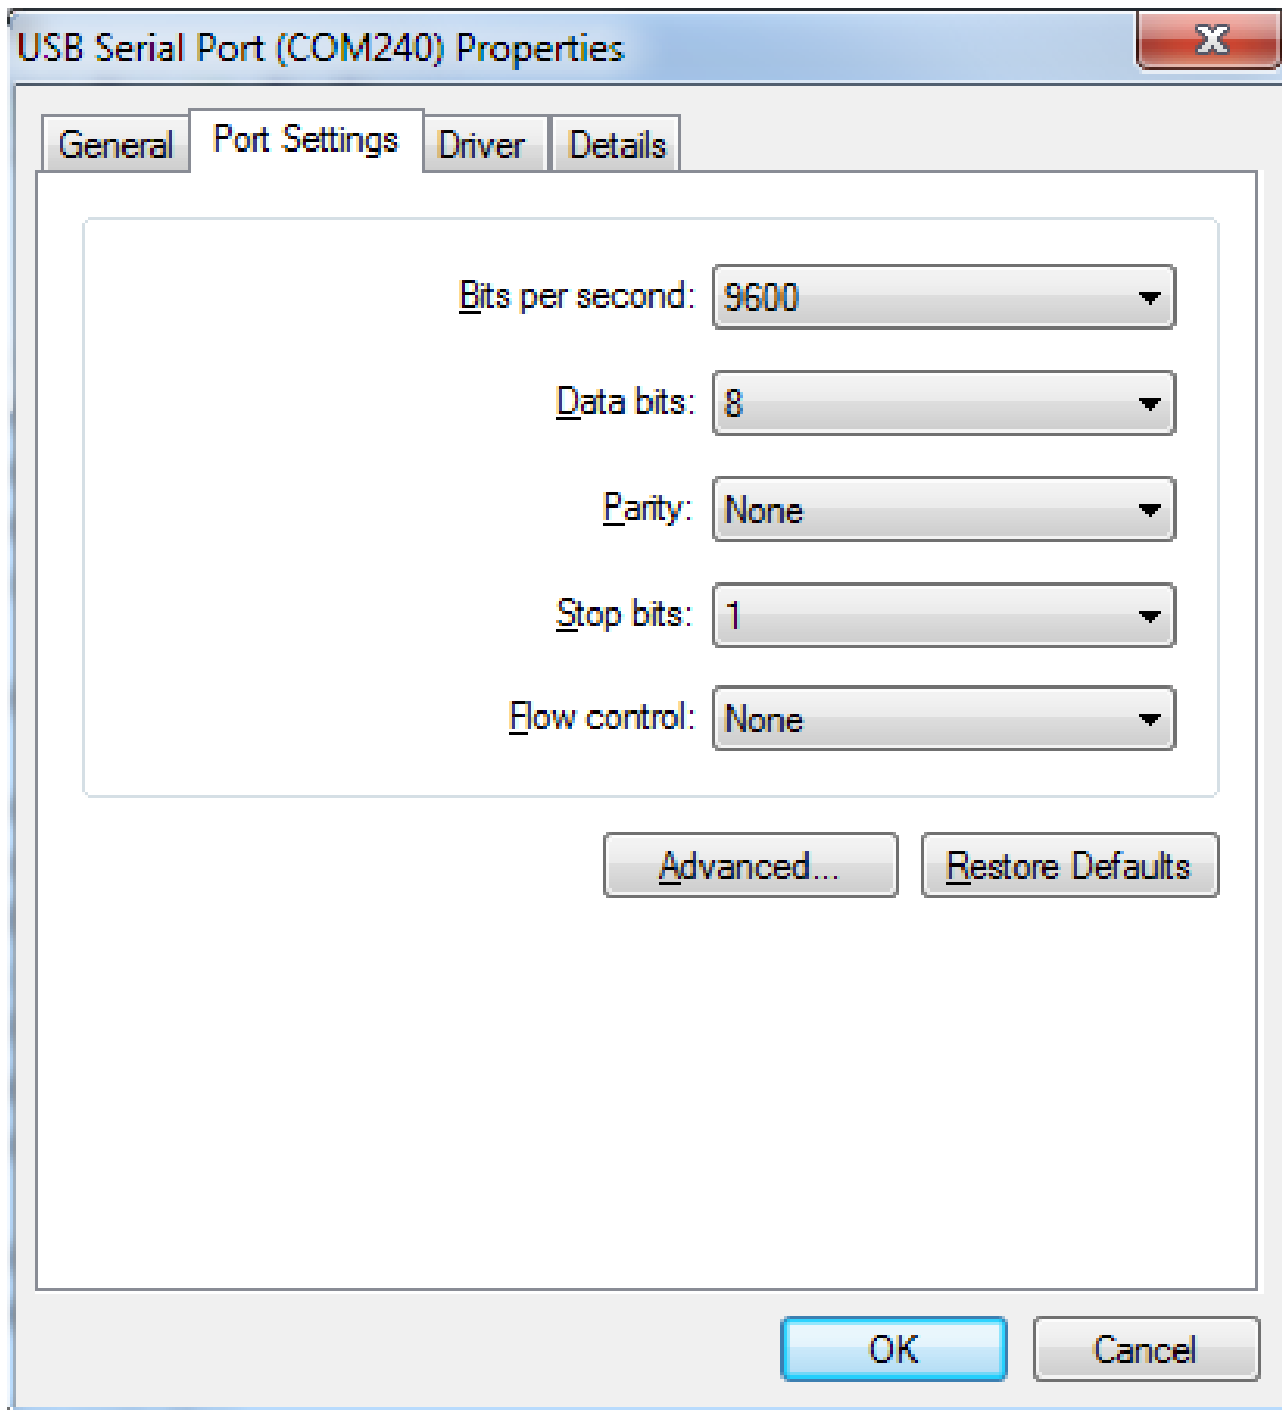 USB Serial Port (COM240) Properties
General Port Settings Driver Details
Bits per second: 9600
Data bits: 8
Parity: None
Stop bits: 1
Flow control: None
Advanced... Restore Defaults
OK Cancel